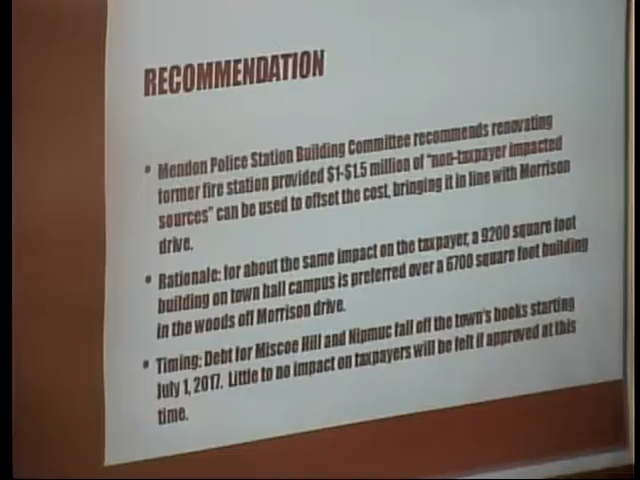 RECOMMENDATION
• Mendon Police Station Building Committee recommends renovating
former fire station provided $1-$1.5 million of "non-taxpayer impacted
sources" can be used to offset the cost, bringing it in line with Morrison
drive.
• Rationale: for about the same impact on the taxpayer, a 9200 square foot
building on town hall campus is preferred over a 6700 square foot building
in the woods off Morrison drive.
• Timing: Debt for Miscoe Hill and Nipmuc fall off the town's books starting
July 1, 2017. Little to no impact on taxpayers will be felt if approved at this
time.